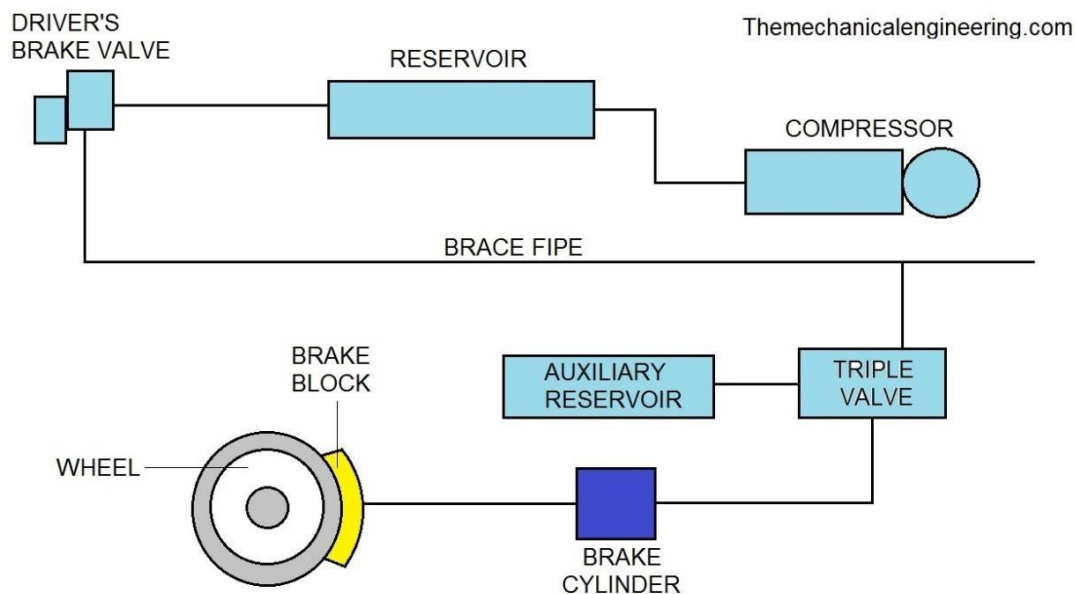 DRIVER'S
BRAKE VALVE
Themechanicalengineering.com
RESERVOIR
COMPRESSOR
BRACE FIPE
BRAKE
BLOCK
AUXILIARY
RESERVOIR
TRIPLE
VALVE
WHEEL
BRAKE
CYLINDER